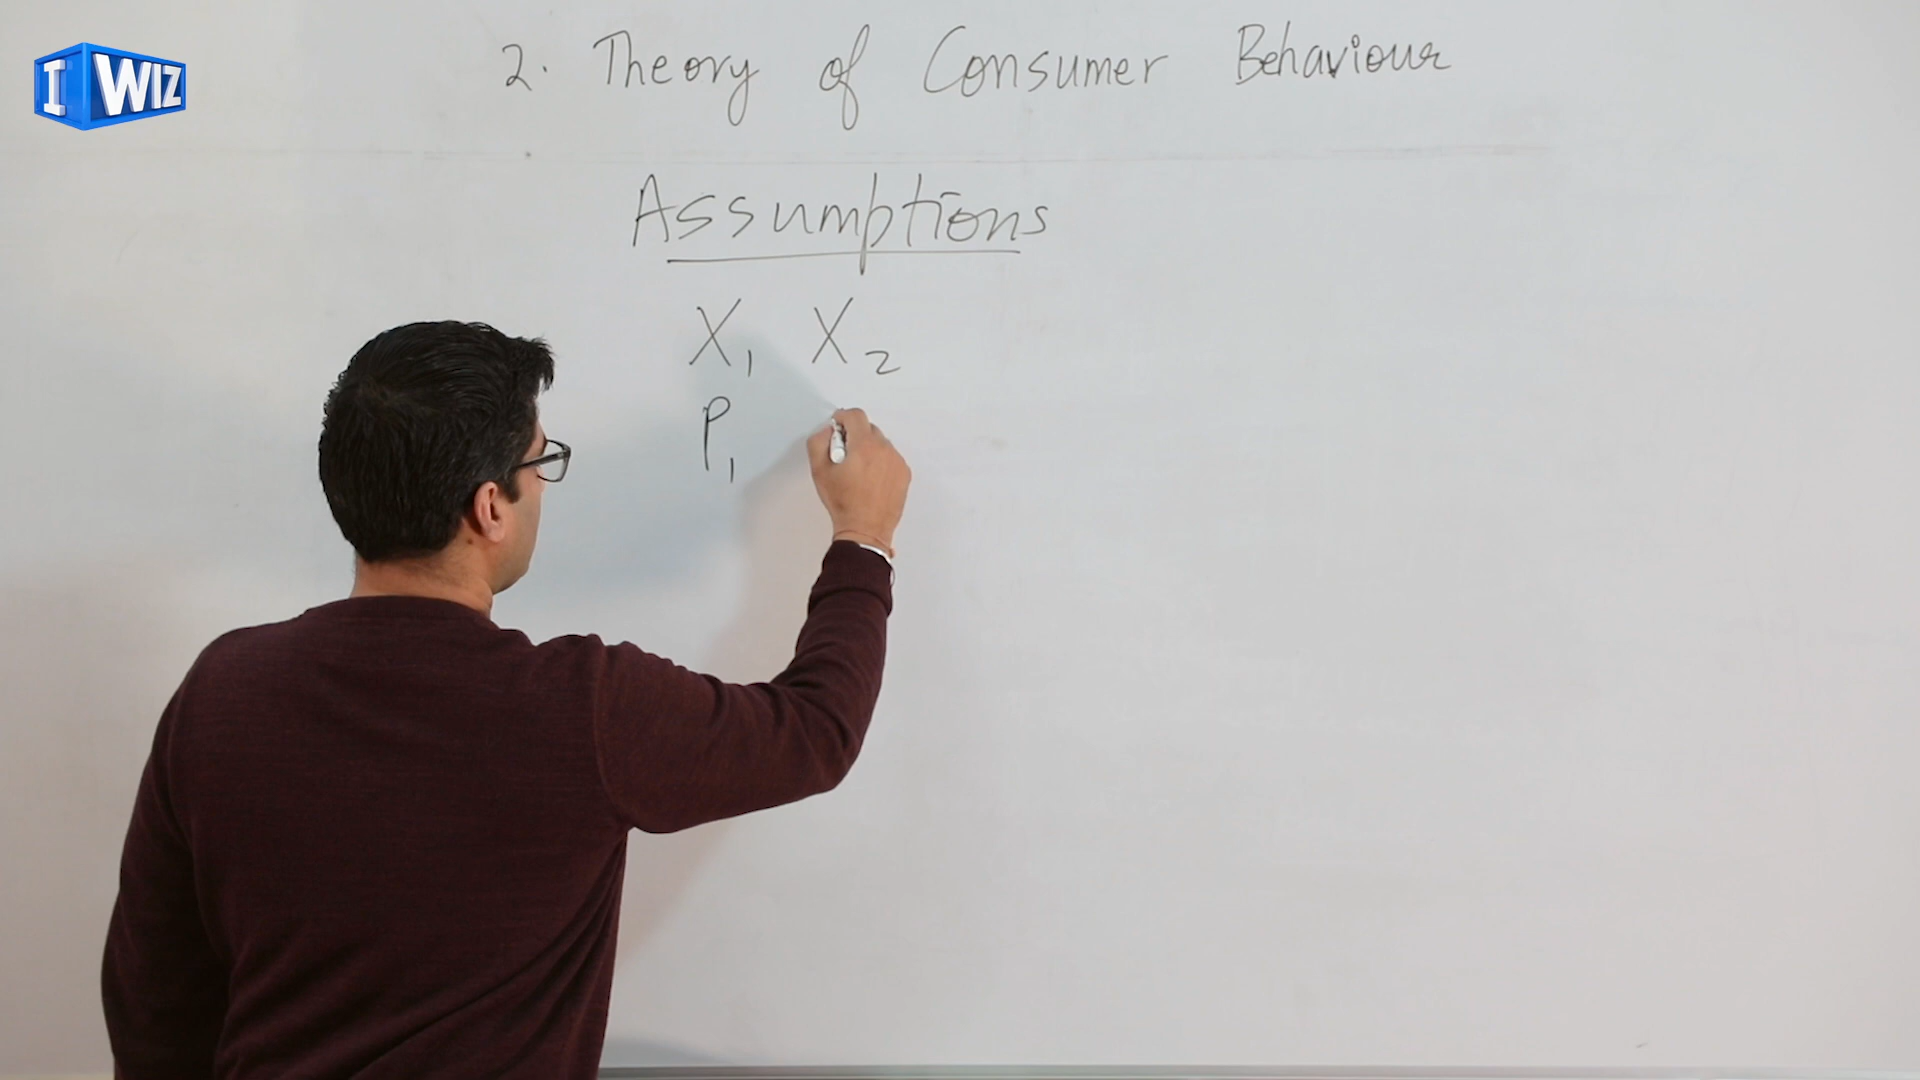 I WIZ
2. Theory of Consumer Behaviour
Assumptions
X1 X2
P1